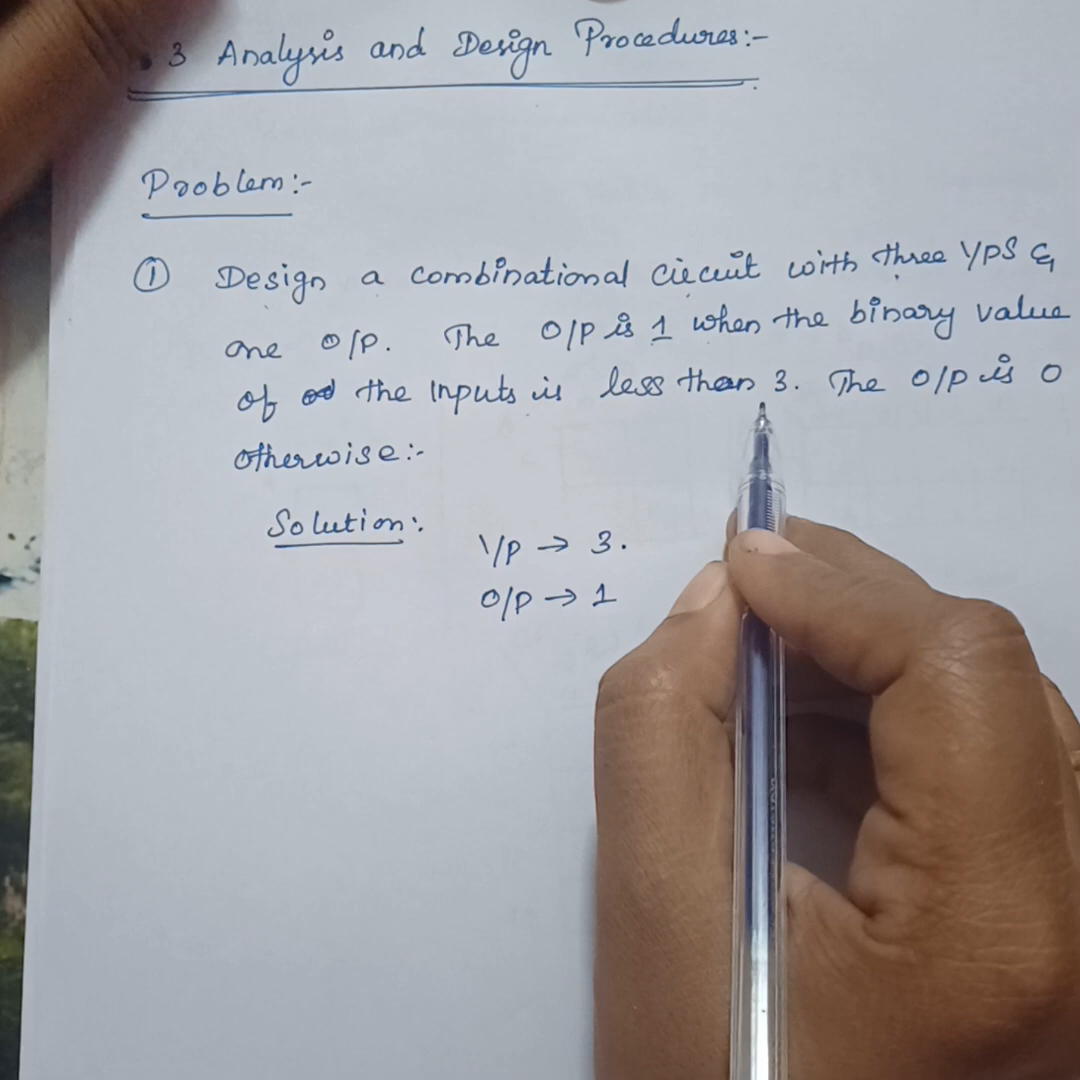 3 Analysis and Design Procedures:-
Problem:-
① Design a combinational circuit with three I/PS &
one O/P. The O/P is 1 when the binary value
of the Inputs is less than 3. The O/P is 0
otherwise:-
Solution:
I/P → 3.
O/P → 1